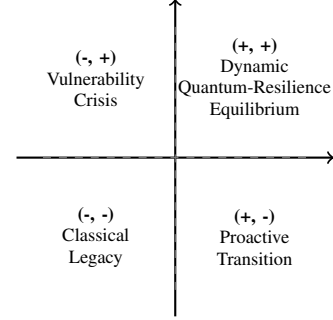 (-, +)
Vulnerability
Crisis
(+, +)
Dynamic
Quantum-Resilience
Equilibrium
(-, -)
Classical
Legacy
(+, -)
Proactive
Transition